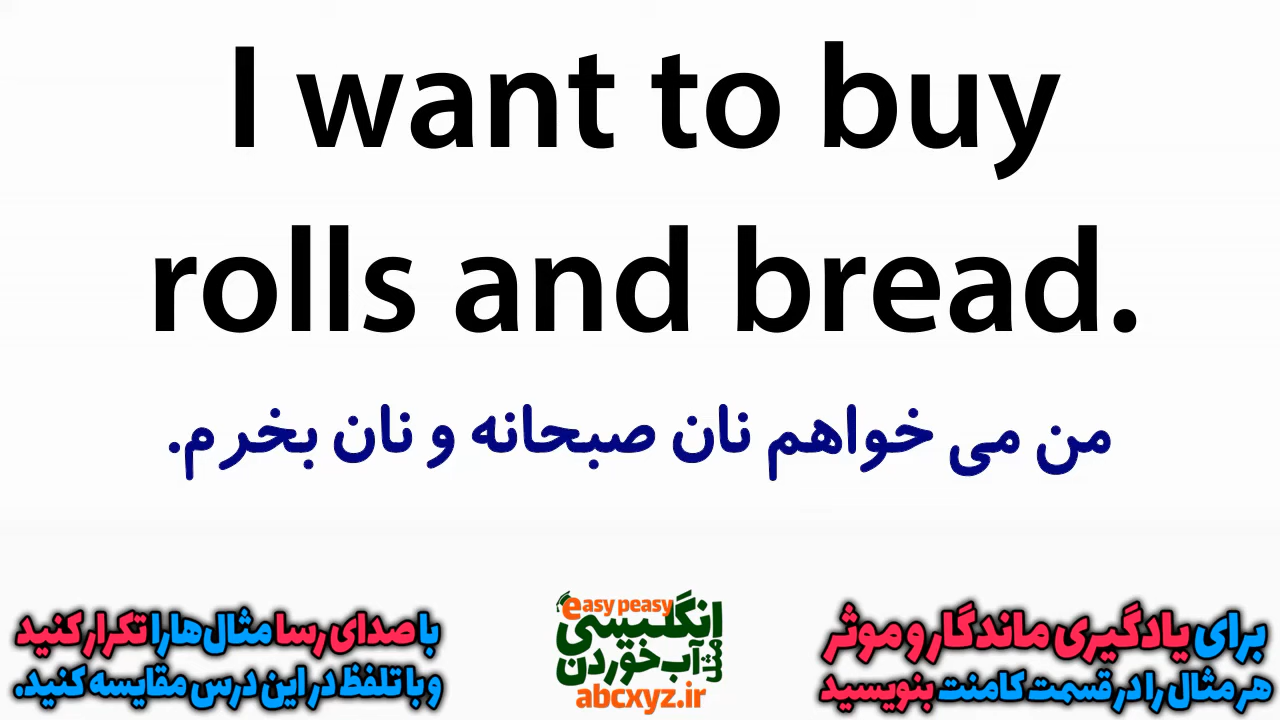 I want to buy
rolls and bread.
من می خواهم نان صبحانه و نان بخرم.
برای یادگیری ماندگار و موثر
هر مثال را در قسمت کامنت بنویسید
easy peasy
انگلیسی
مثل آب خوردن
abcxyz.ir
با صدای رسا مثال‌ها را تکرار کنید
و با تلفظ در این درس مقایسه کنید.